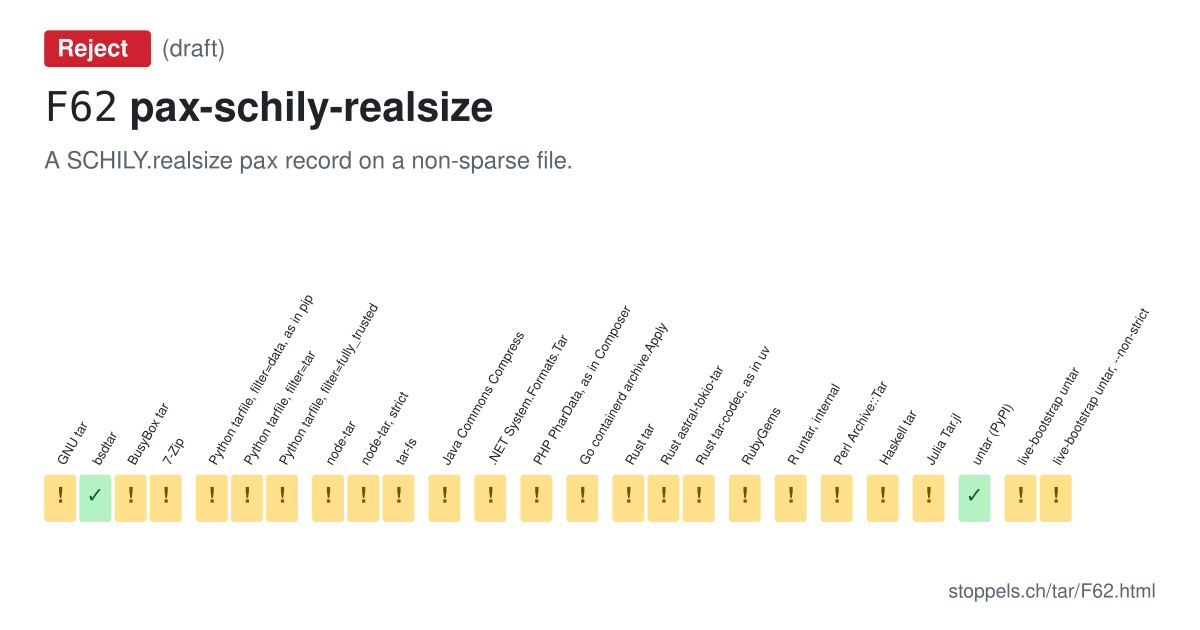 Reject (draft)
F62 pax-schily-realsize
A SCHILY.realsize pax record on a non-sparse file.
GNU tar
bsdtar
BusyBox tar
7-Zip
Python tarfile, filter=data, as in pip
Python tarfile, filter=tar
Python tarfile, filter=fully_trusted
node-tar
node-tar, strict
tar-fs
Java Commons Compress
.NET System.Formats.Tar
PHP PharData, as in Composer
Go containerd archive.Apply
Rust tar
Rust astral-tokio-tar
Rust tar-codec, as in uv
RubyGems
R untar, internal
Perl Archive::Tar
Haskell tar
Julia Tar.jl
untar (PyPI)
live-bootstrap untar
live-bootstrap untar, --non-strict
! ✓ ! ! ! ! ! ! ! ! ! ! ! ! ! ! ! ! ! ! ! ! ✓ ! !
stoppels.ch/tar/F62.html